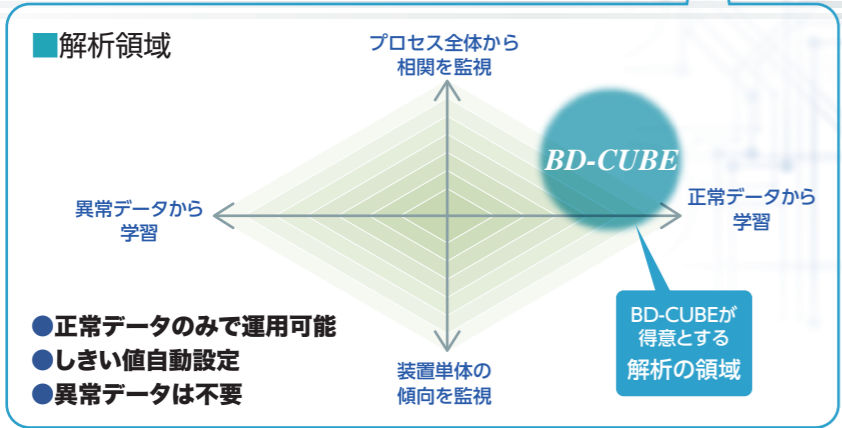 ■解析領域
プロセス全体から
相関を監視
BD-CUBE
異常データから
学習
正常データから
学習
BD-CUBEが
得意とする
解析の領域
●正常データのみで運用可能
●しきい値自動設定
●異常データは不要
装置単体の
傾向を監視